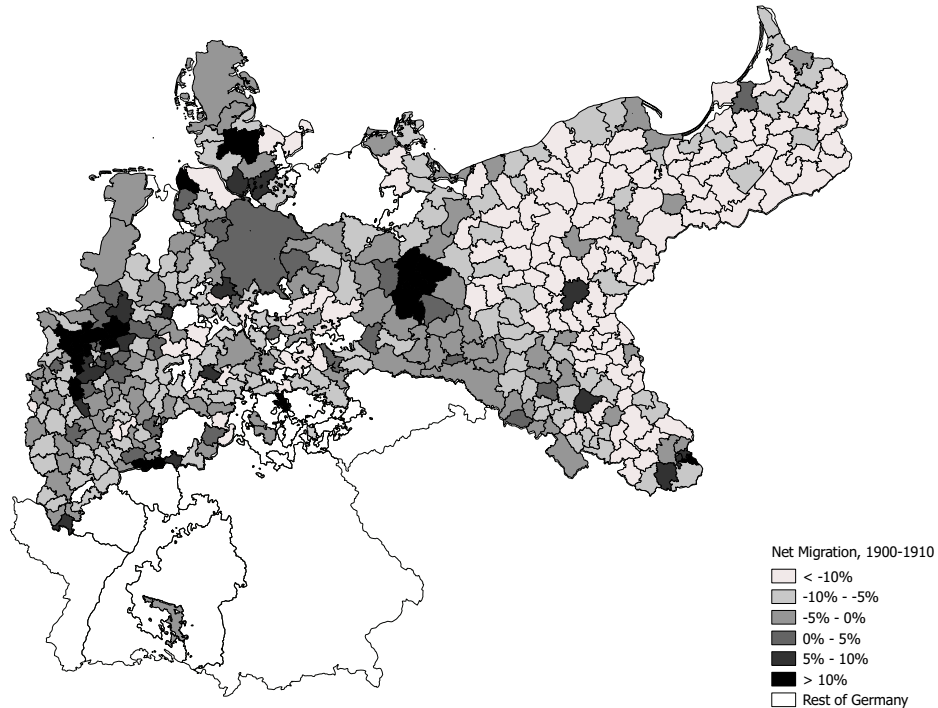 Net Migration, 1900-1910
< -10%
-10% - -5%
-5% - 0%
0% - 5%
5% - 10%
> 10%
Rest of Germany